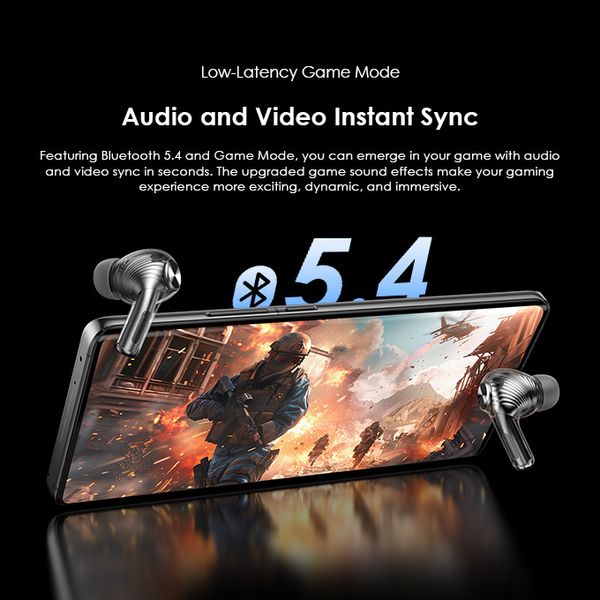 Low-Latency Game Mode
Audio and Video Instant Sync
Featuring Bluetooth 5.4 and Game Mode, you can emerge in your game with audio
and video sync in seconds. The upgraded game sound effects make your gaming
experience more exciting, dynamic, and immersive.
5.4